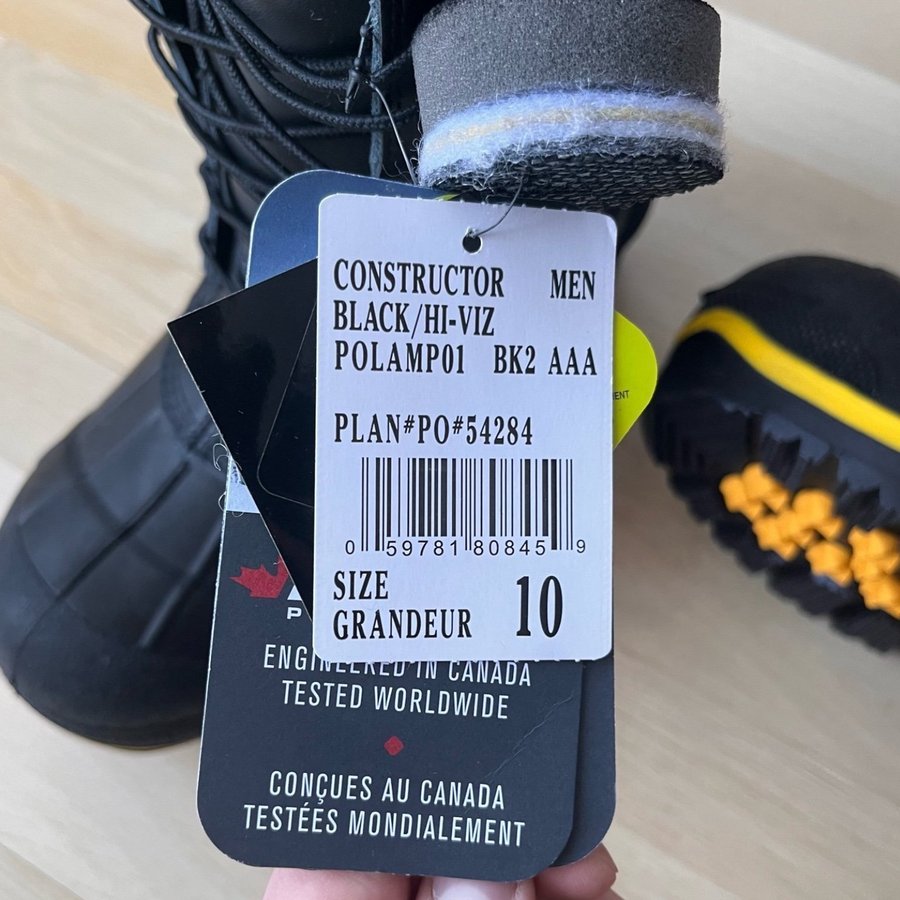 CONSTRUCTOR MEN
BLACK/HI-VIZ
POLAMP01 BK2 AAA
PLAN#PO#54284
0 59781 80845 9
SIZE
GRANDEUR 10
ENGINEERED IN CANADA
TESTED WORLDWIDE
CONÇUES AU CANADA
TESTÉES MONDIALEMENT